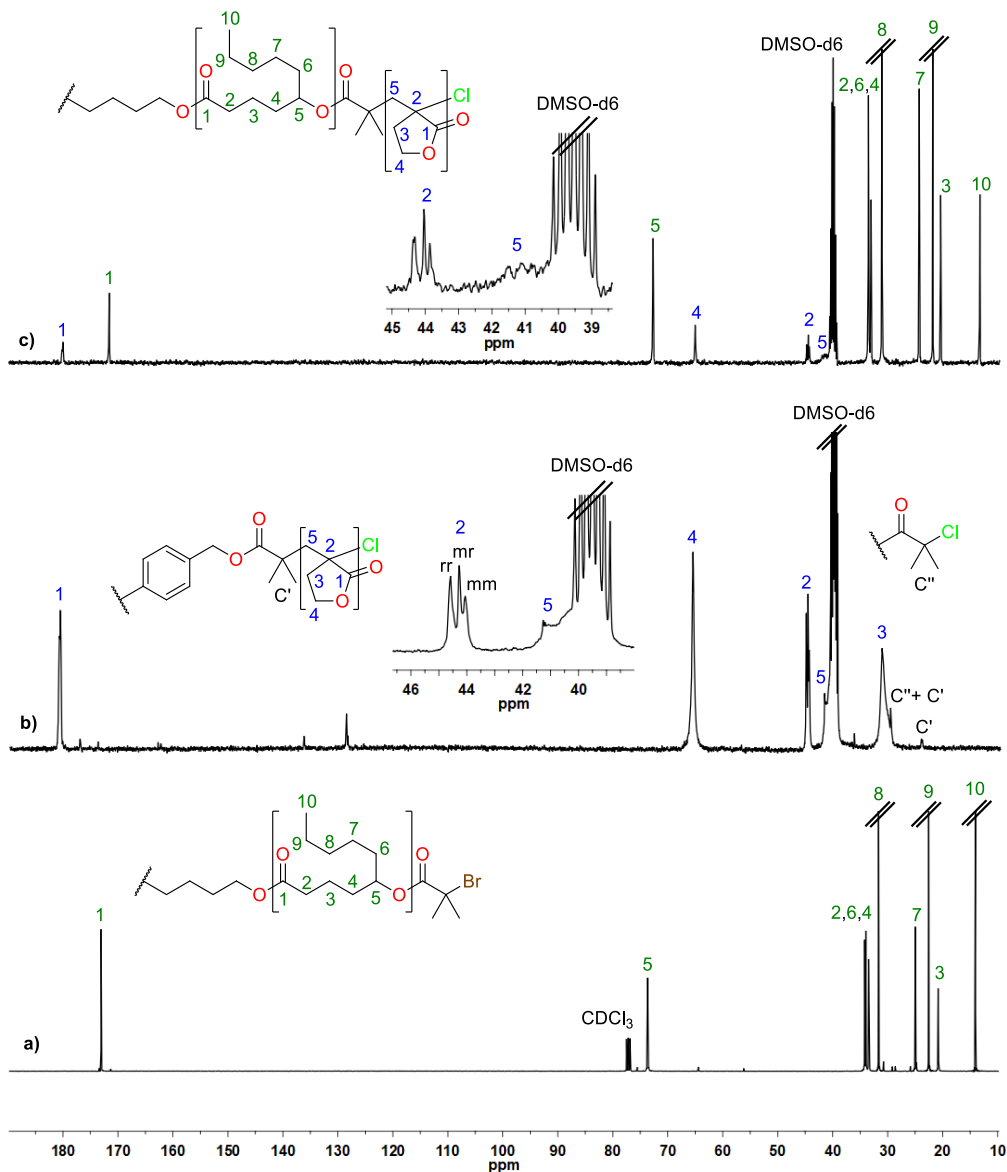 10
8
9
DMSO-d6
7
9
8
6
2,6,4
7
O
O
5
Cl
2
O
O
1
2
3
4
5
O
3
1
O
O
4
DMSO-d6
2
5
3
10
5
1
4
2
5
1
45 44 43 42 41 40 39 38
ppm
c)
DMSO-d6
DMSO-d6
O
O
5
2
Cl
3
1
O
O
4
C'
2
rr
mr
mm
5
O
Cl
C''
4
1
2
3
5
C''+ C'
C'
46 44 42 40
ppm
b)
10
8
9
10
9
8
7
6
O
O
Br
O
O
1
2
3
4
5
1
2,6,4
7
5
3
CDCl3
a)
180 170 160 150 140 130 120 110 100 90 80 70 60 50 40 30 20 10
ppm